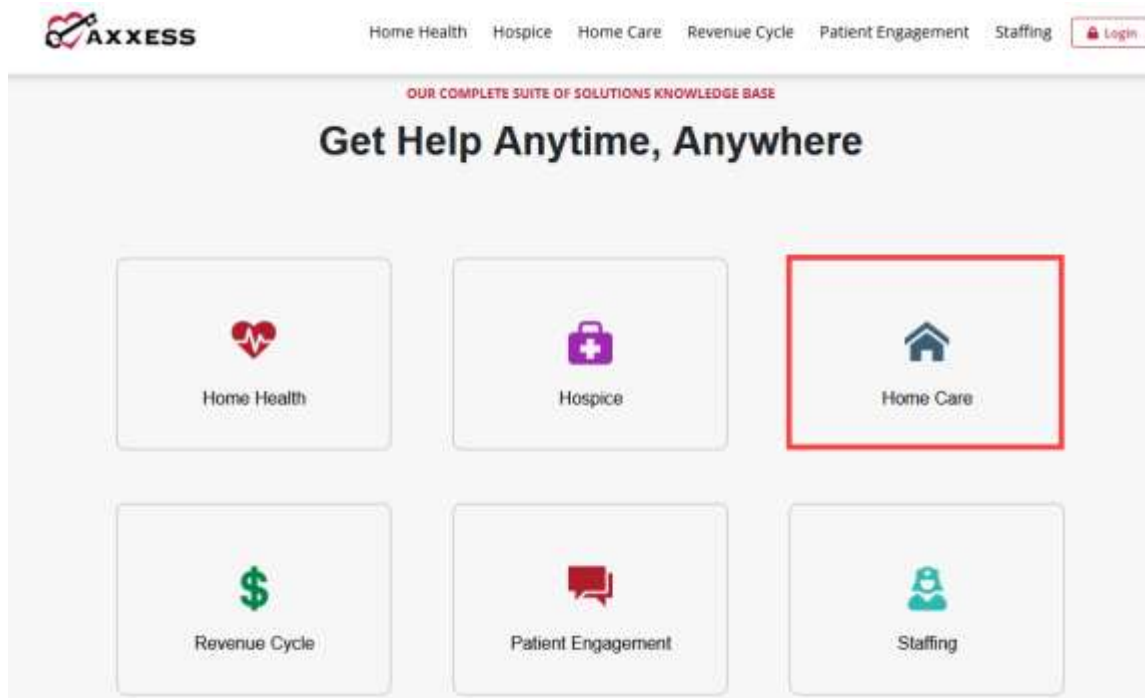 AXXESS
Home Health Hospice Home Care Revenue Cycle Patient Engagement Staffing Login
OUR COMPLETE SUITE OF SOLUTIONS KNOWLEDGE BASE
Get Help Anytime, Anywhere
Home Health Hospice Home Care
Revenue Cycle Patient Engagement Staffing